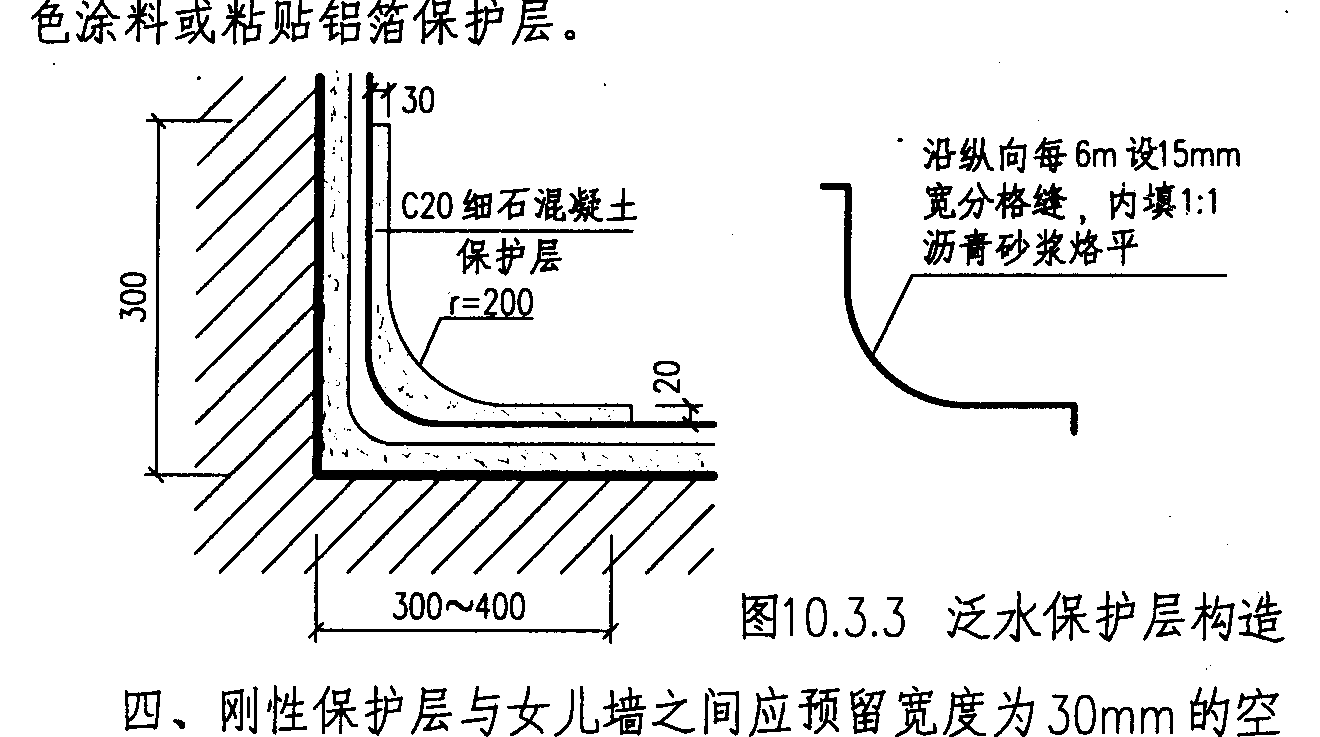 色涂料或粘贴铝箔保护层。
30
C20细石混凝土
保护层
r=200
300
20
300~400
沿纵向每6m设15mm
宽分格缝，内填1:1
沥青砂浆烙平
图10.3.3 泛水保护层构造
四、刚性保护层与女儿墙之间应预留宽度为30mm的空